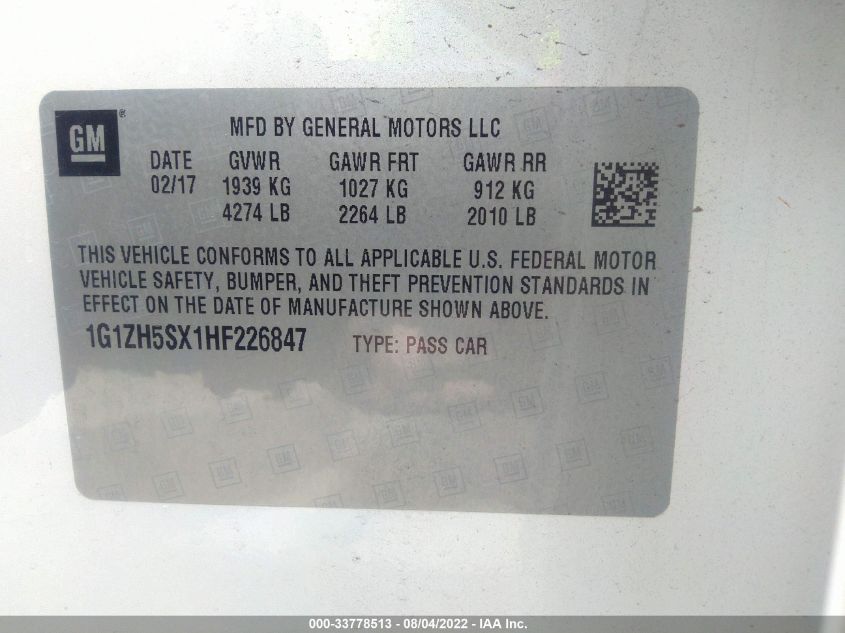 GM ®
MFD BY GENERAL MOTORS LLC
DATE GVWR GAWR FRT GAWR RR
02/17 1939 KG 1027 KG 912 KG
4274 LB 2264 LB 2010 LB
THIS VEHICLE CONFORMS TO ALL APPLICABLE U.S. FEDERAL MOTOR
VEHICLE SAFETY, BUMPER, AND THEFT PREVENTION STANDARDS IN
EFFECT ON THE DATE OF MANUFACTURE SHOWN ABOVE.
1G1ZH5SX1HF226847 TYPE: PASS CAR
000-33778513 - 08/04/2022 - IAA Inc.